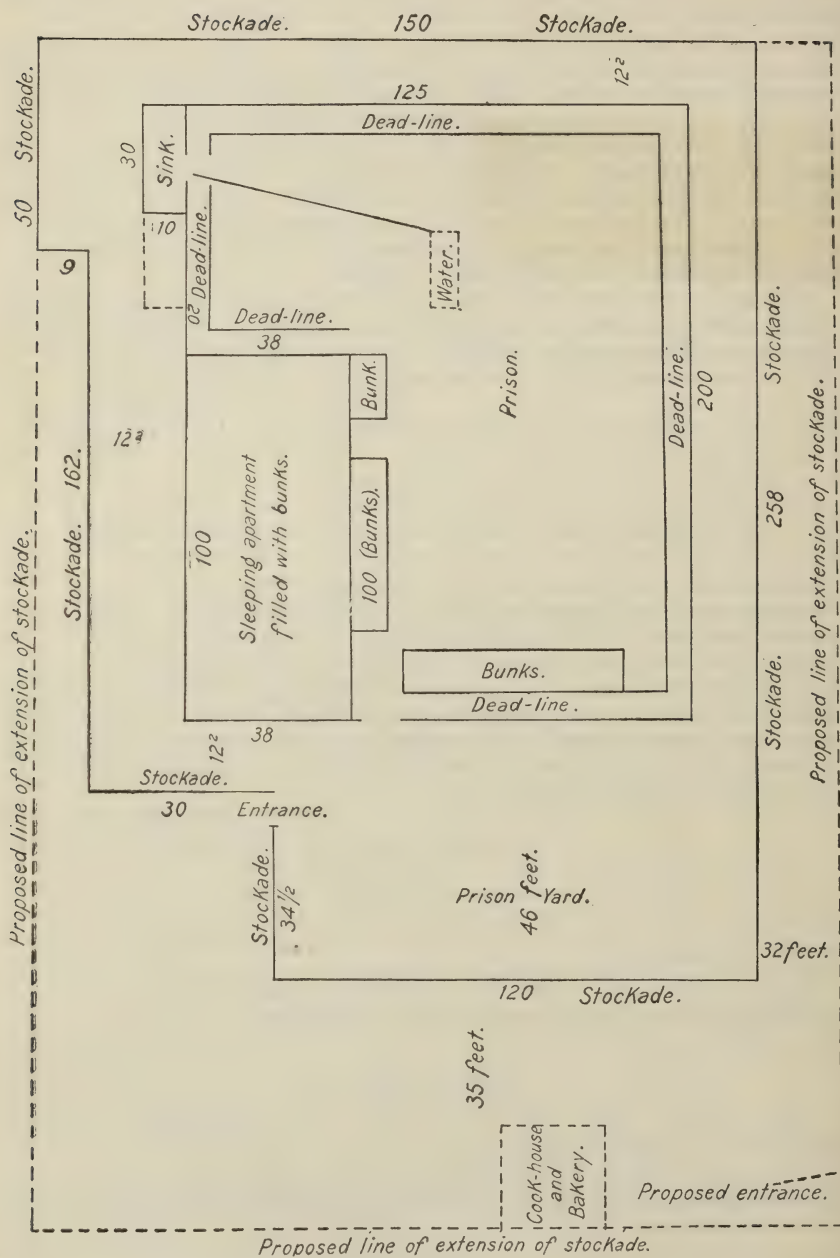 Stockade. 150 Stockade.
Stockade.
50
12²
125
Dead-line.
30
Sink.
10
9
20 Dead-line.
Water.
Dead-line.
38
Bunk.
Prison.
Dead-line.
200
Stockade.
258
Stockade.
Proposed line of extension of stockade.
Proposed line of extension of stockade.
Stockade. 162.
12²
100
Sleeping apartment
filled with bunks.
100 (Bunks).
Bunks.
Dead-line.
38
12²
Stockade.
30 Entrance.
Stockade.
34½
Prison Yard.
46 feet.
32 feet.
120 Stockade.
35 feet.
Cook-house
and
Bakery.
Proposed entrance.
Proposed line of extension of stockade.